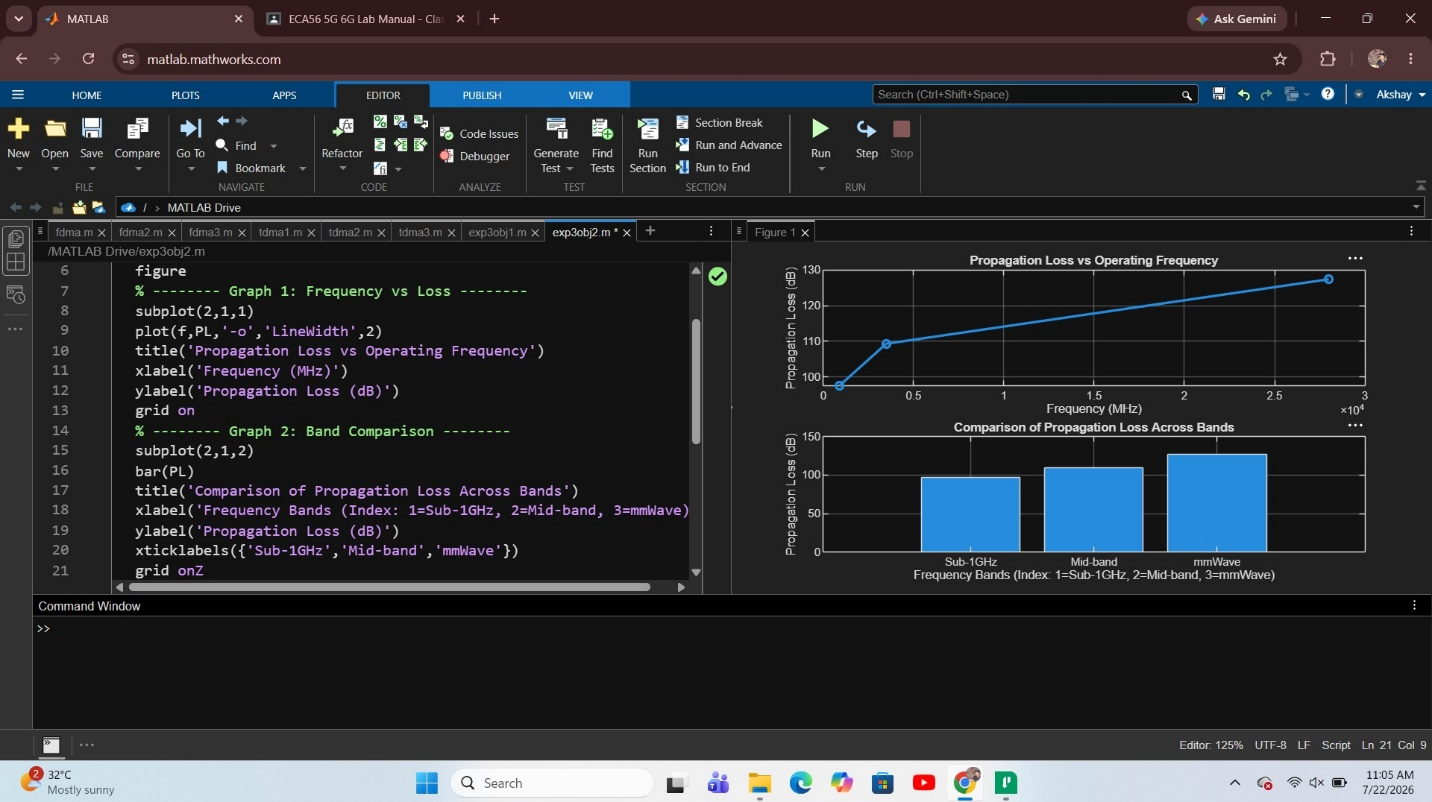 MATLAB
ECA56 5G 6G Lab Manual - Cla
Ask Gemini
matlab.mathworks.com
HOME PLOTS APPS EDITOR PUBLISH VIEW
Search (Ctrl+Shift+Space)
Akshay
New Open Save Compare
FILE
Go To
Find
Bookmark
NAVIGATE
Refactor
CODE
Code Issues
Debugger
ANALYZE
Generate Test
Find Tests
TEST
Run Section
Section Break
Run and Advance
Run to End
SECTION
Run Step Stop
RUN
/ > MATLAB Drive
fdma.m fdma2.m fdma3.m tdma1.m tdma2.m tdma3.m exp3obj1.m exp3obj2.m *
/MATLAB Drive/exp3obj2.m
6 figure
7 % -------- Graph 1: Frequency vs Loss --------
8 subplot(2,1,1)
9 plot(f,PL,'-o','LineWidth',2)
10 title('Propagation Loss vs Operating Frequency')
11 xlabel('Frequency (MHz)')
12 ylabel('Propagation Loss (dB)')
13 grid on
14 % -------- Graph 2: Band Comparison --------
15 subplot(2,1,2)
16 bar(PL)
17 title('Comparison of Propagation Loss Across Bands')
18 xlabel('Frequency Bands (Index: 1=Sub-1GHz, 2=Mid-band, 3=mmWave)
19 ylabel('Propagation Loss (dB)')
20 xticklabels({'Sub-1GHz','Mid-band','mmWave'})
21 grid onZ
Figure 1
Propagation Loss vs Operating Frequency
Propagation Loss (dB)
130
120
110
100
0 0.5 1 1.5 2 2.5 3
Frequency (MHz)
×10⁴
Comparison of Propagation Loss Across Bands
Propagation Loss (dB)
150
100
50
0
Sub-1GHz Mid-band mmWave
Frequency Bands (Index: 1=Sub-1GHz, 2=Mid-band, 3=mmWave)
Command Window
>>
Editor: 125% UTF-8 LF Script Ln 21 Col 9
2
32°C
Mostly sunny
Search
11:05 AM
7/22/2026